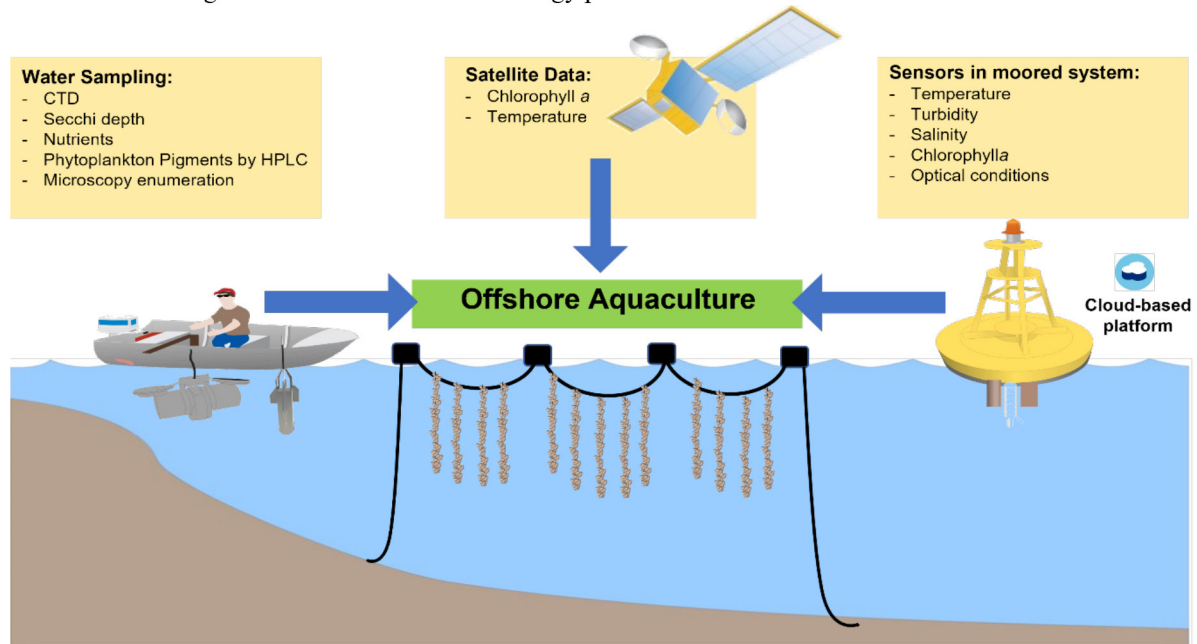 Water Sampling:
- CTD
- Secchi depth
- Nutrients
- Phytoplankton Pigments by HPLC
- Microscopy enumeration
Satellite Data:
- Chlorophyll a
- Temperature
Sensors in moored system:
- Temperature
- Turbidity
- Salinity
- Chlorophylla
- Optical conditions
Offshore Aquaculture
Cloud-based
platform